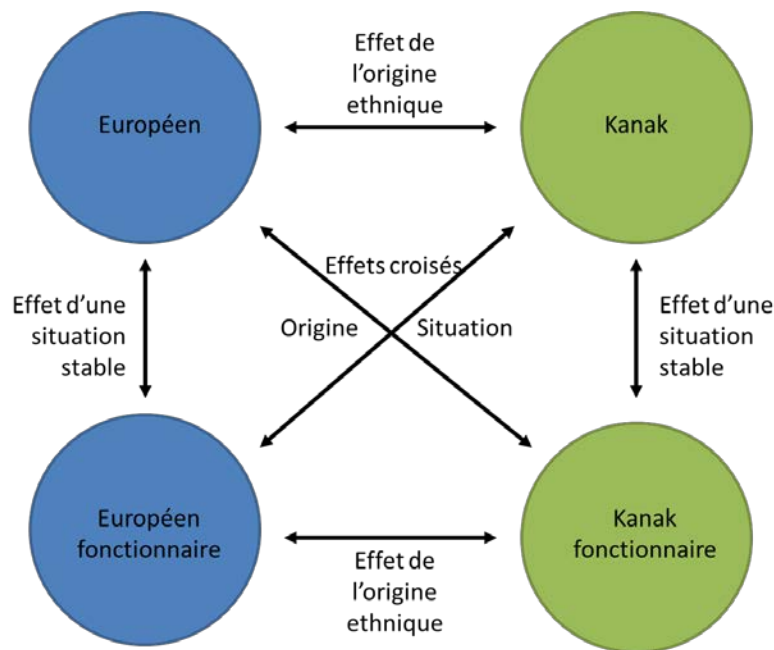 Effet de
l'origine
ethnique
Européen
Kanak
Effets croisés
Effet d'une
situation
stable
Origine
Situation
Effet d'une
situation
stable
Européen
fonctionnaire
Kanak
fonctionnaire
Effet de
l'origine
ethnique